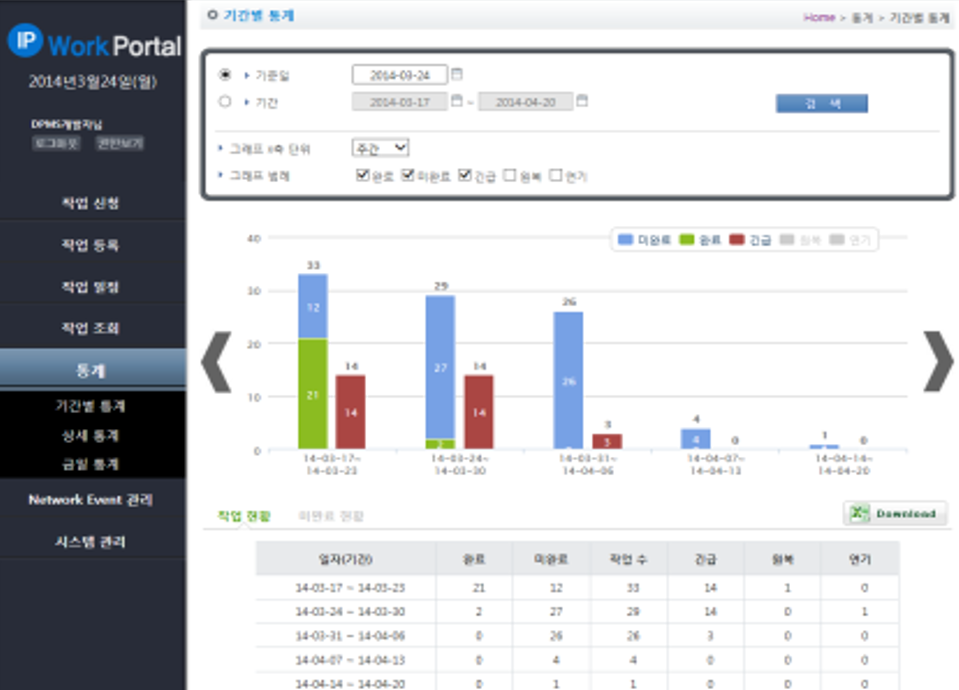 IP WorkPortal
2014년3월24일(월)
DPMS개발자님
로그아웃 권한보기
작업 신청
작업 등록
작업 일정
작업 조회
통계
기간별 통계
상세 통계
금일 통계
Network Event 관리
시스템 관리
기간별 통계
Home > 통계 > 기간별 통계
기준일 2014-03-24
기간 2014-03-17 ~ 2014-04-20
검 색
그래프 x축 단위 주간
그래프 범례 완료 미완료 긴급 원복 연기
미완료 완료 긴급 원복 연기
40
30
20
10
0
33 12 21 14 14
29 27 2 14 14
26 26 3 3
4 4 0
1 0
14-03-17~ 14-03-24~ 14-03-31~ 14-04-07~ 14-04-14~
14-03-23 14-03-30 14-04-06 14-04-13 14-04-20
작업 현황 미완료 현황
Download
일자(기간) 완료 미완료 작업 수 긴급 원복 연기
14-03-17 ~ 14-03-23 21 12 33 14 1 0
14-03-24 ~ 14-03-30 2 27 29 14 0 1
14-03-31 ~ 14-04-06 0 26 26 3 0 0
14-04-07 ~ 14-04-13 0 4 4 0 0 0
14-04-14 ~ 14-04-20 0 1 1 0 0 0